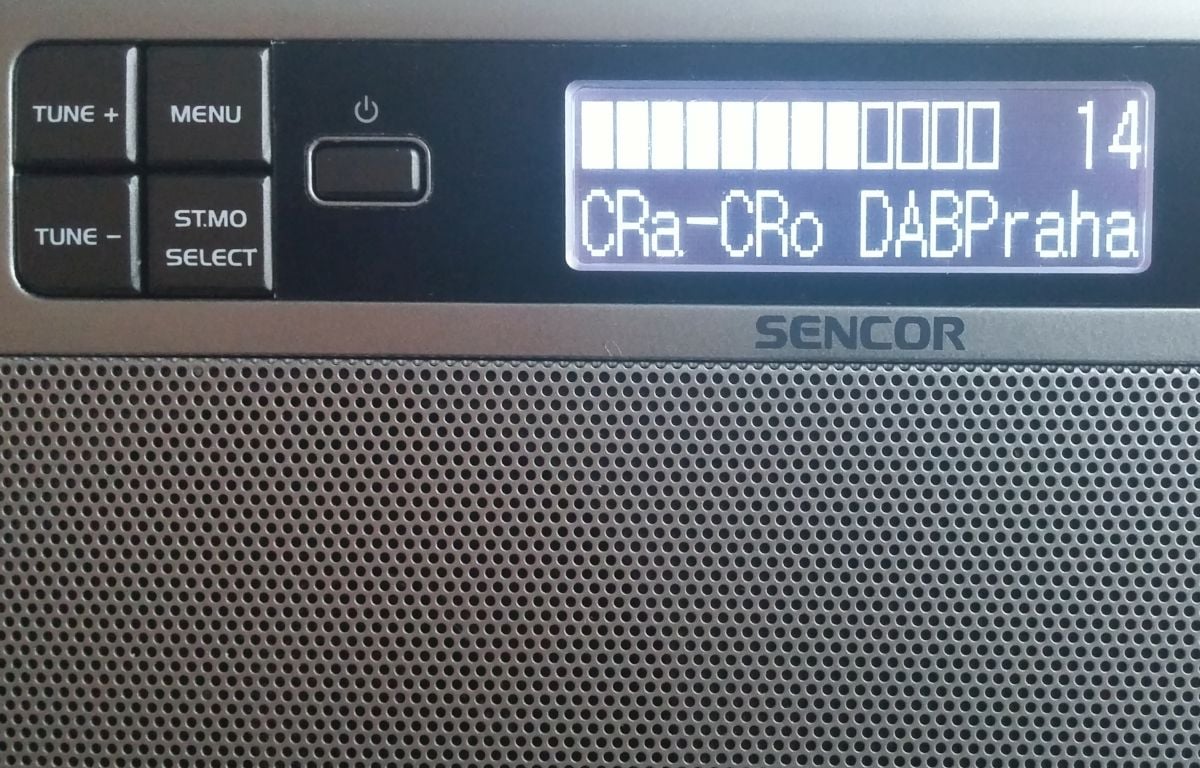 TUNE +
MENU
TUNE -
ST.MO
SELECT
14
CRa-CRo DABPraha
SENCOR